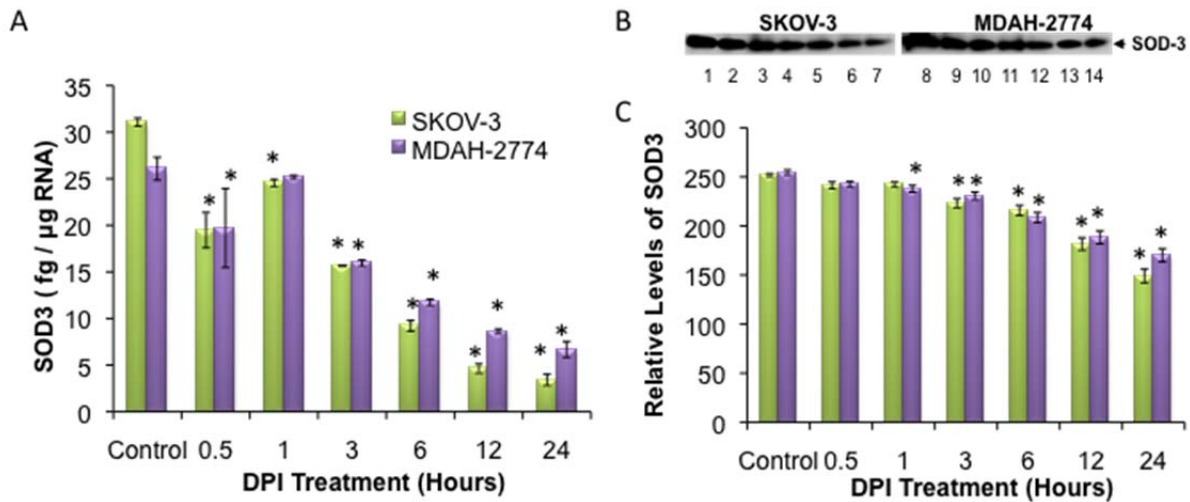 A
35
30
25
20
15
10
5
0
SOD3 ( fg / µg RNA)
SKOV-3
MDAH-2774
*
* * * * * * * * * *
Control 0.5 1 3 6 12 24
DPI Treatment (Hours)
B
SKOV-3 MDAH-2774
SOD-3
1 2 3 4 5 6 7 8 9 10 11 12 13 14
C
300
250
200
150
100
50
0
Relative Levels of SOD3
* * * * * * * * *
Control 0.5 1 3 6 12 24
DPI Treatment (Hours)